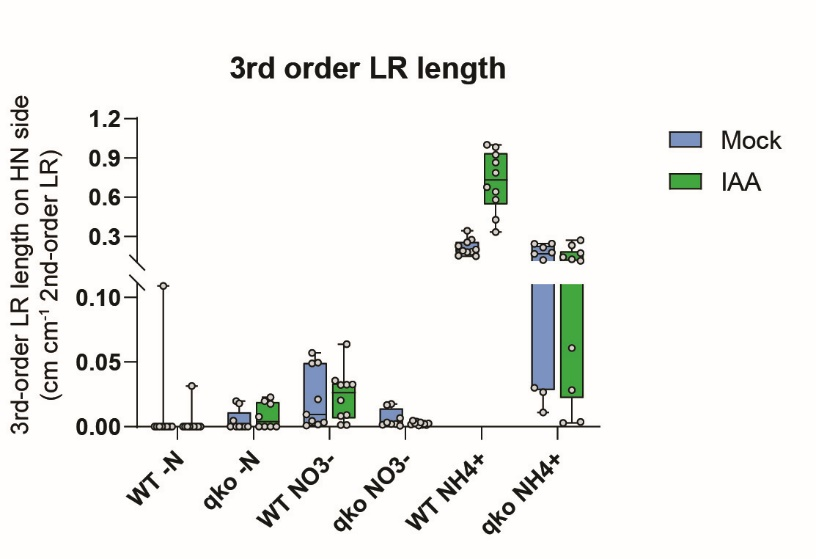 3rd order LR length
3rd-order LR length on HN side
(cm cm⁻¹ 2nd-order LR)
1.2
0.9
0.6
0.3
0.10
0.05
0.00
WT -N
qko -N
WT NO3-
qko NO3-
WT NH4+
qko NH4+
Mock
IAA